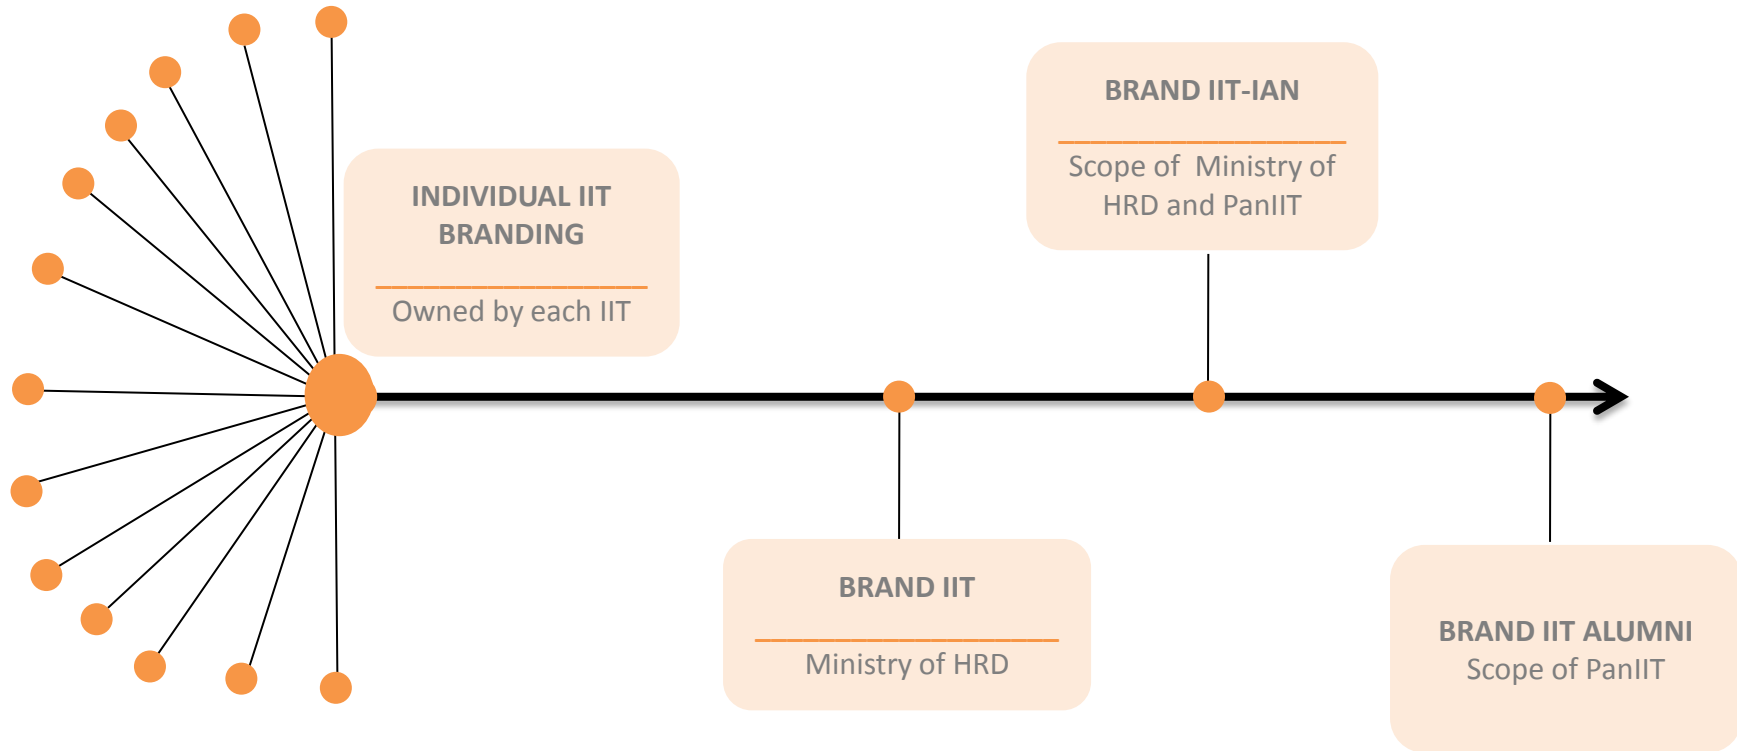 INDIVIDUAL IIT
BRANDING
Owned by each IIT
BRAND IIT
Ministry of HRD
BRAND IIT-IAN
Scope of  Ministry of
HRD and PanIIT
BRAND IIT ALUMNI
Scope of PanIIT